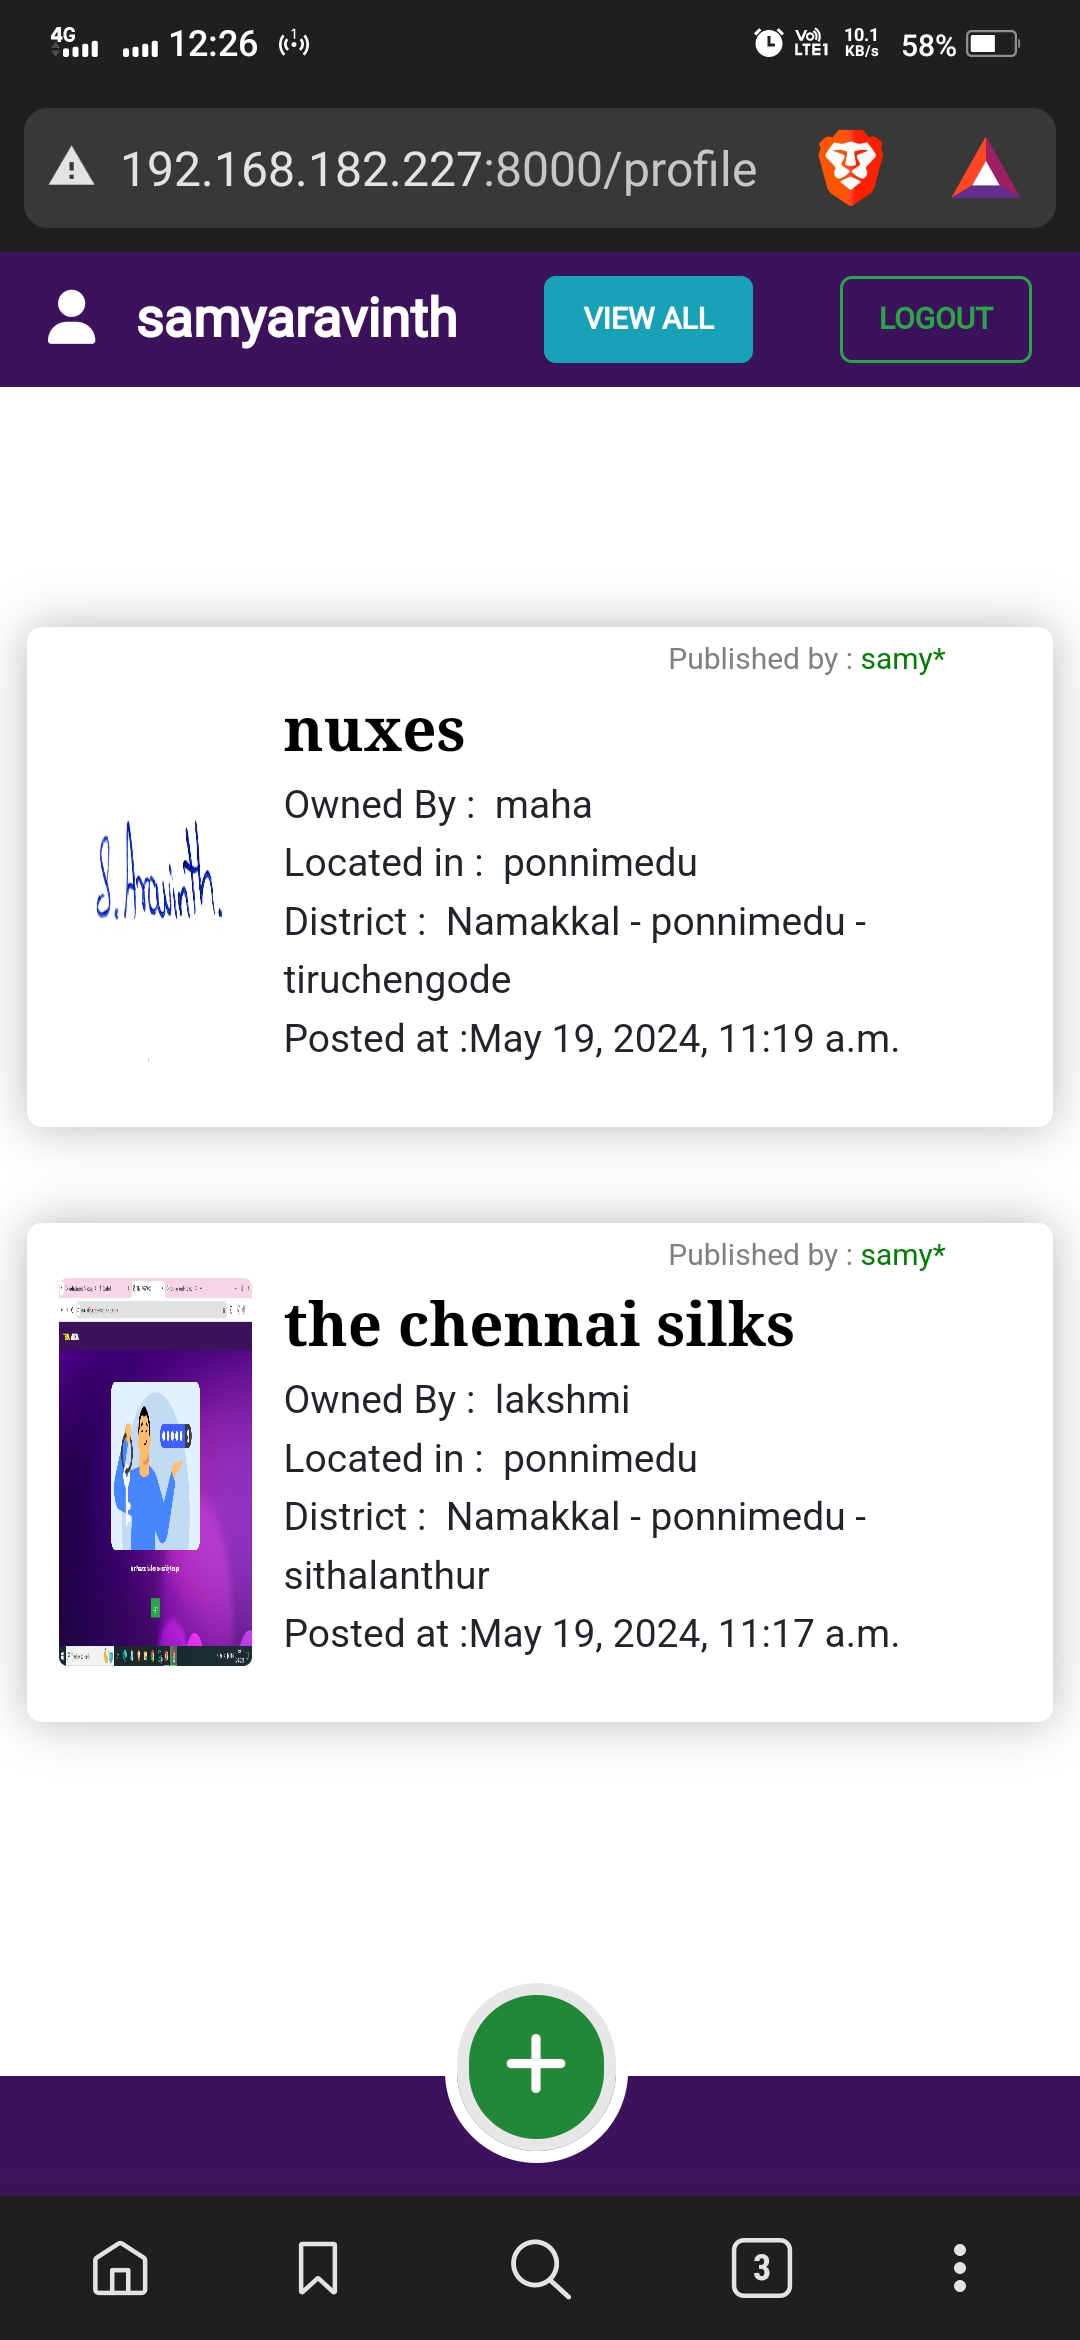 4G 12:26 Vo) LTE1 10.1 KB/s 58%
192.168.182.227:8000/profile
samyaravinth VIEW ALL LOGOUT
Published by : samy*
nuxes
Owned By : maha
Located in : ponnimedu
District : Namakkal - ponnimedu -
tiruchengode
Posted at :May 19, 2024, 11:19 a.m.
S. Aravinth.
Published by : samy*
the chennai silks
Owned By : lakshmi
Located in : ponnimedu
District : Namakkal - ponnimedu -
sithalanthur
Posted at :May 19, 2024, 11:17 a.m.
3